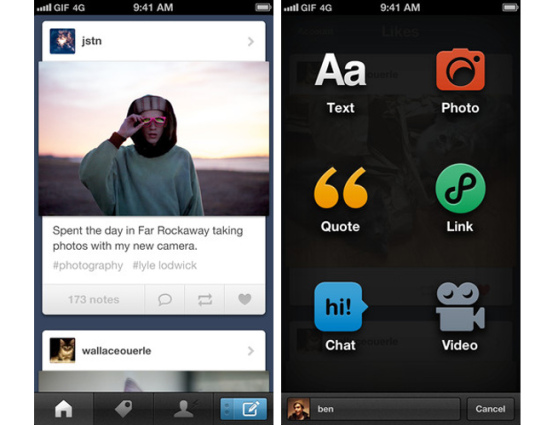 GIF 4G 9:41 AM
jstn
Spent the day in Far Rockaway taking
photos with my new camera.
#photography #lyle lodwick
173 notes
wallaceouerle
GIF 4G 9:41 AM
Likes
Aa
Text
Photo
Quote
Link
hi!
Chat
Video
ben
Cancel